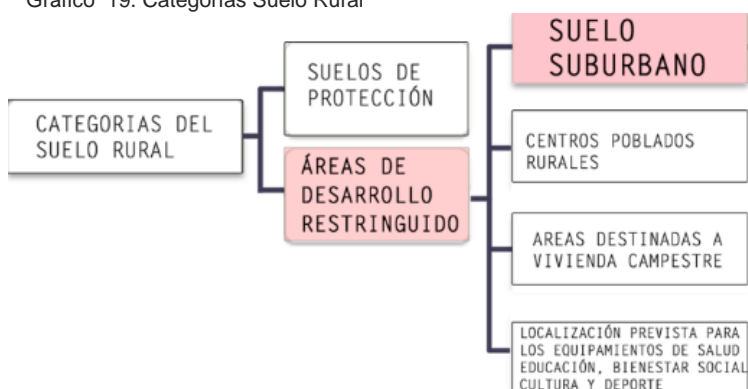 Gráfico 19. Categorías Suelo Rural
CATEGORIAS DEL
SUELO RURAL
SUELOS DE
PROTECCIÓN
ÁREAS DE
DESARROLLO
RESTRINGUIDO
SUELO
SUBURBANO
CENTROS POBLADOS
RURALES
AREAS DESTINADAS A
VIVIENDA CAMPESTRE
LOCALIZACIÓN PREVISTA PARA
LOS EQUIPAMIENTOS DE SALUD
EDUCACIÓN, BIENESTAR SOCIAL
CULTURA Y DEPORTE